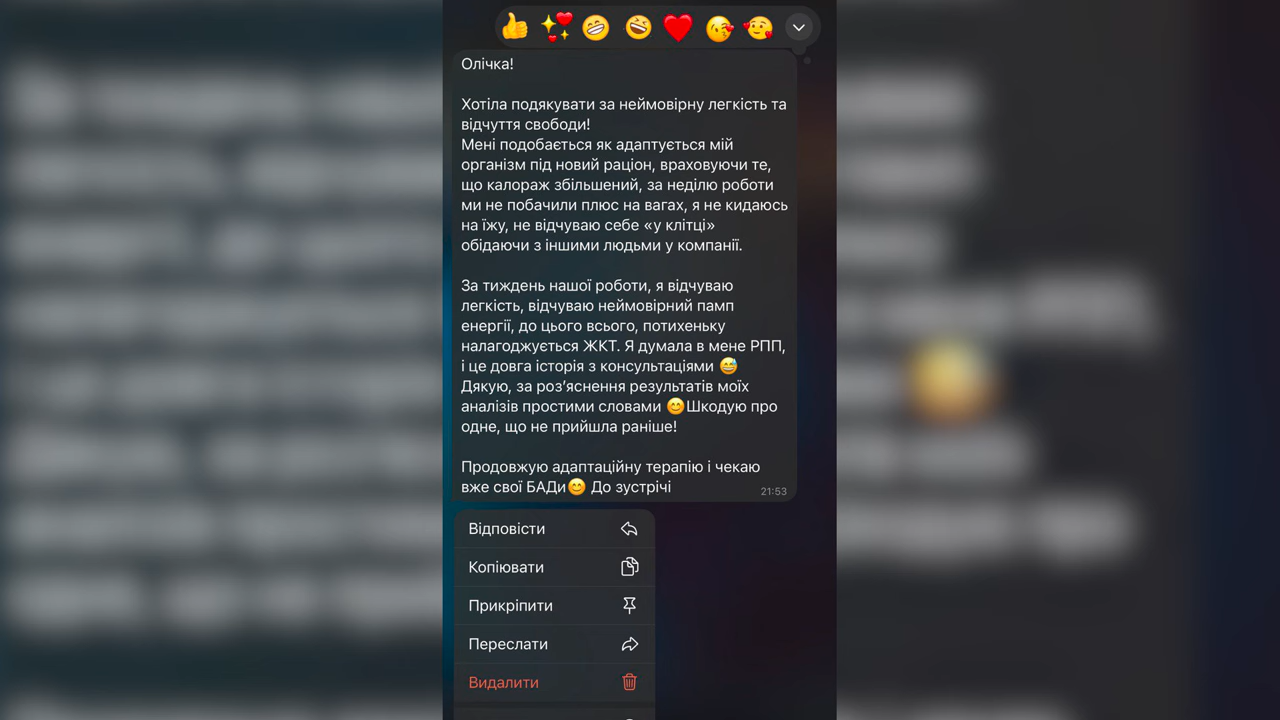 Олічка!
Хотіла подякувати за неймовірну легкість та
відчуття свободи!
Мені подобається як адаптується мій
організм під новий раціон, враховуючи те,
що калораж збільшений, за неділю роботи
ми не побачили плюс на вагах, я не кидаюсь
на їжу, не відчуваю себе «у клітці»
обідаючи з іншими людьми у компанії.
За тиждень нашої роботи, я відчуваю
легкість, відчуваю неймовірний памп
енергії, до цього всього, потихеньку
налагоджується ЖКТ. Я думала в мене РПП,
і це довга історія з консультаціями 😅
Дякую, за розʼяснення результатів моїх
аналізів простими словами 😊Шкодую про
одне, що не прийшла раніше!
Продовжую адаптаційну терапію і чекаю
вже свої БАДи😊 До зустрічі
21:53
Відповісти
Копіювати
Прикріпити
Переслати
Видалити